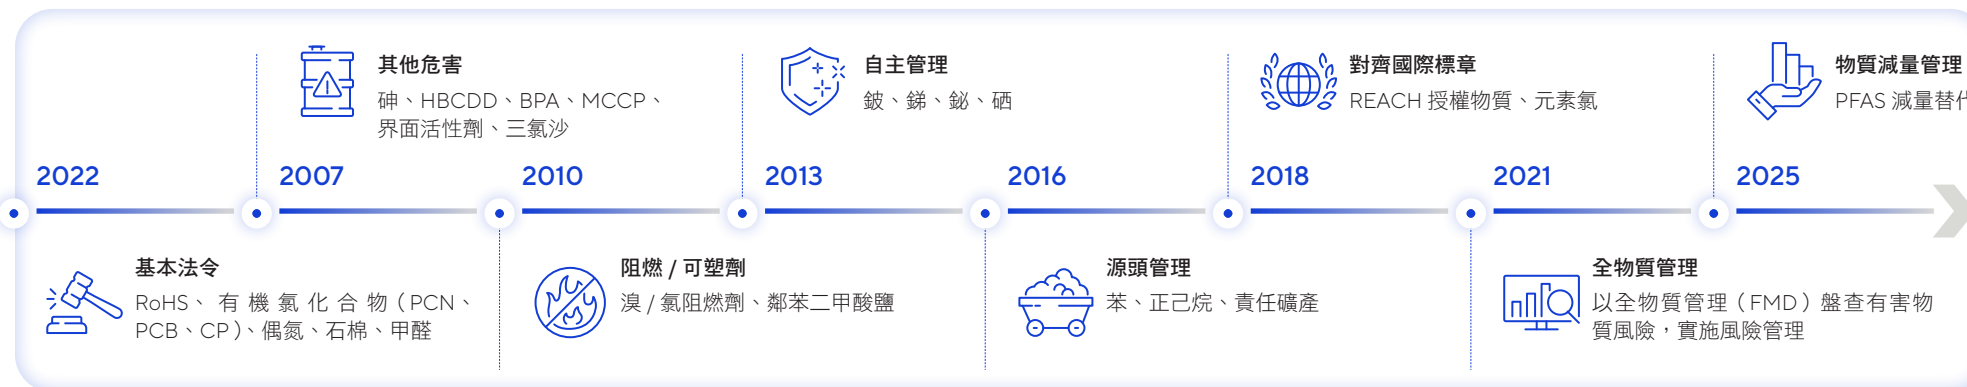 其他危害
砷、HBCDD、BPA、MCCP、
界面活性劑、三氯沙
自主管理
鈹、銻、鉍、硒
對齊國際標章
REACH 授權物質、元素氯
物質減量管理
PFAS 減量替代
2022
2007
2010
2013
2016
2018
2021
2025
基本法令
RoHS、有機氯化合物(PCN、
PCB、CP)、偶氮、石棉、甲醛
阻燃 / 可塑劑
溴 / 氯阻燃劑、鄰苯二甲酸鹽
源頭管理
苯、正己烷、責任礦產
全物質管理
以全物質管理(FMD)盤查有害物
質風險,實施風險管理